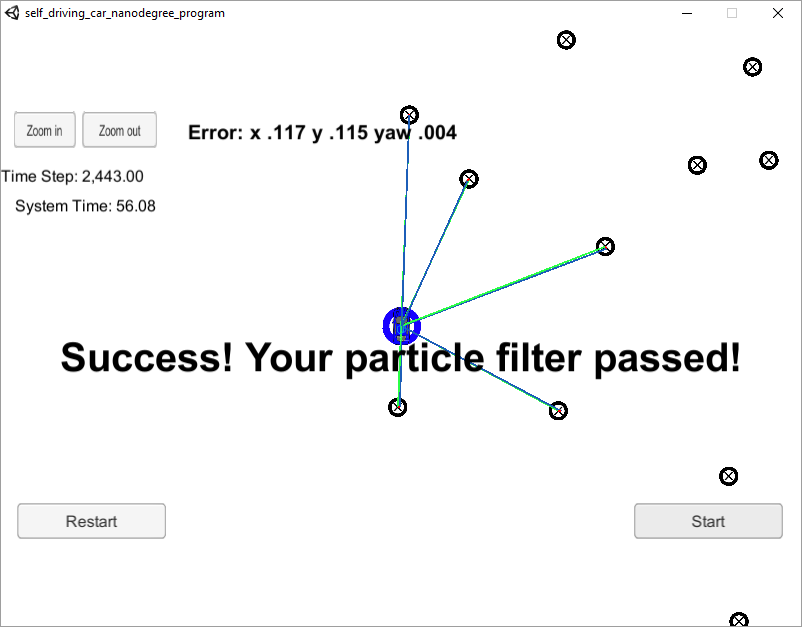 self_driving_car_nanodegree_program
Zoom in
Zoom out
Error: x .117 y .115 yaw .004
Time Step: 2,443.00
System Time: 56.08
Success! Your particle filter passed!
Restart
Start